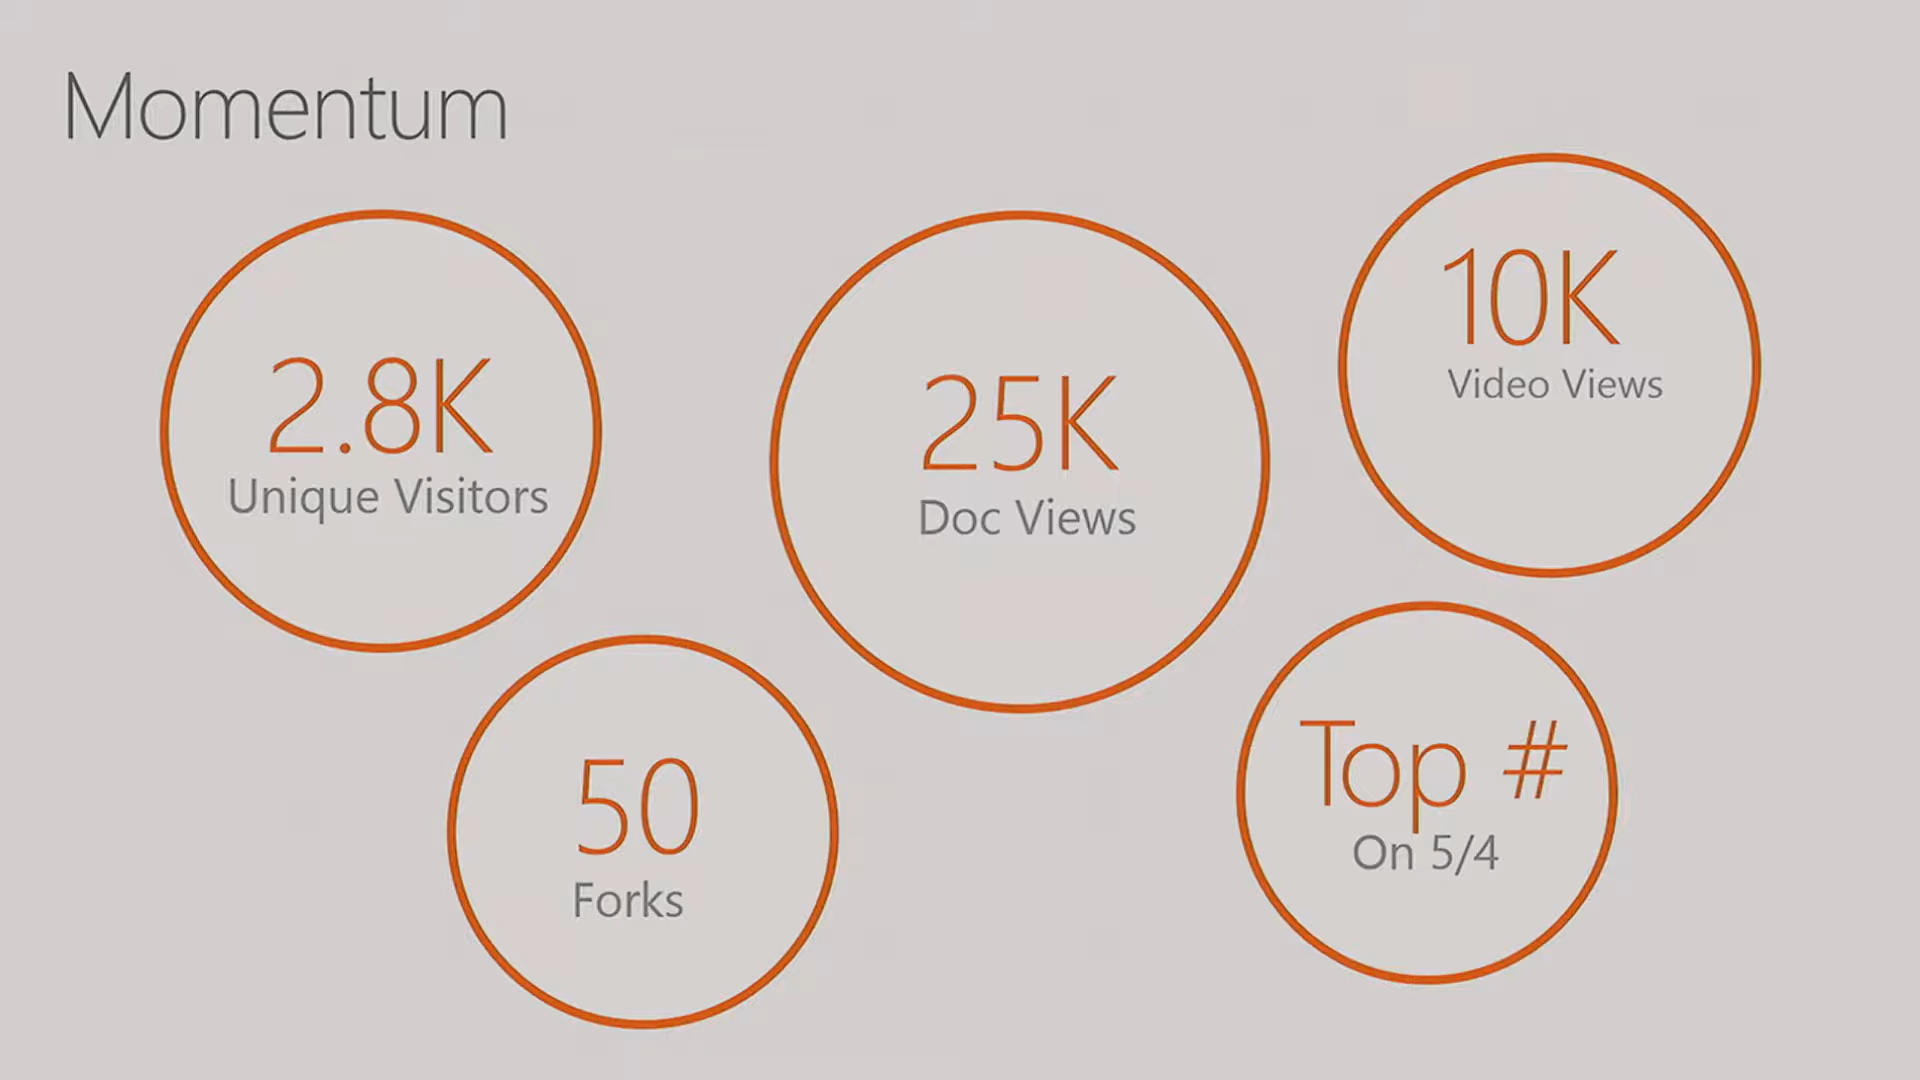 Momentum
2.8K
Unique Visitors
25K
Doc Views
10K
Video Views
50
Forks
Top #
On 5/4